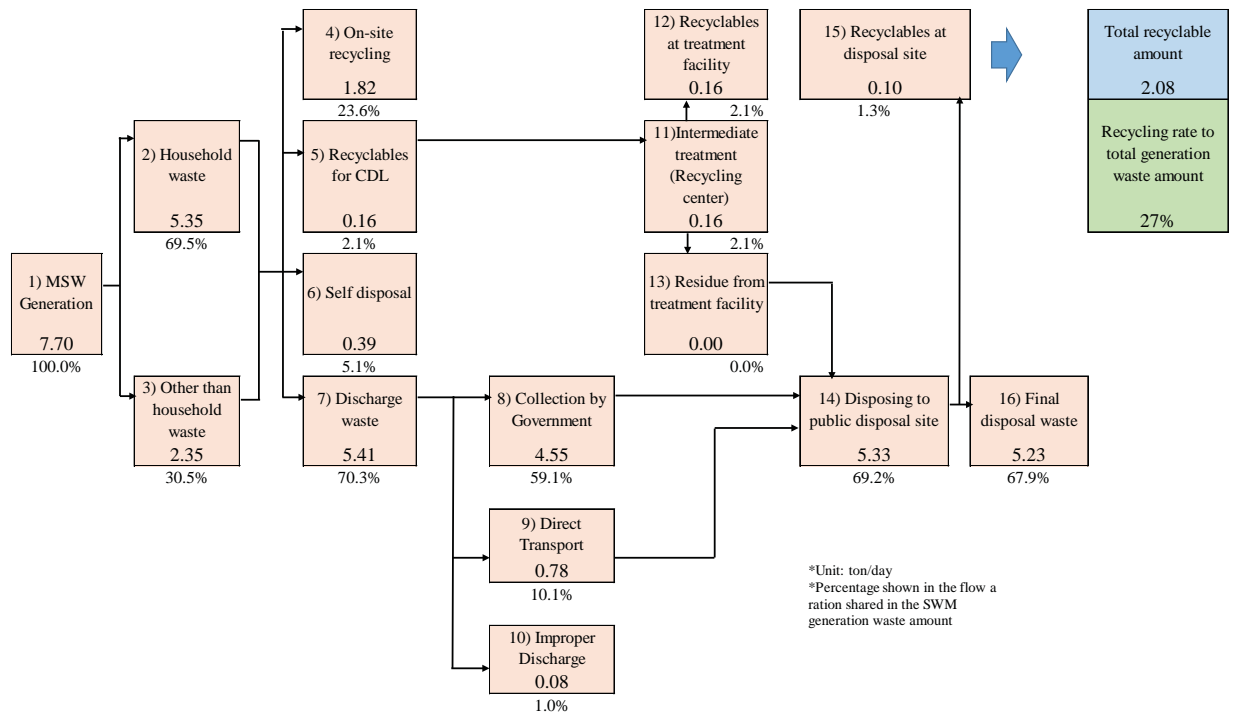 1) MSW
Generation
7.70
100.0%
2) Household
waste
5.35
69.5%
3) Other than
household
waste
2.35
30.5%
4) On-site
recycling
1.82
23.6%
5) Recyclables
for CDL
0.16
2.1%
6) Self disposal
0.39
5.1%
7) Discharge
waste
5.41
70.3%
8) Collection by
Government
4.55
59.1%
9) Direct
Transport
0.78
10.1%
10) Improper
Discharge
0.08
1.0%
12) Recyclables
at treatment
facility
0.16
2.1%
11)Intermediate
treatment
(Recycling
center)
0.16
2.1%
13) Residue from
treatment facility
0.00
0.0%
14) Disposing to
public disposal site
5.33
69.2%
15) Recyclables at
disposal site
0.10
1.3%
16) Final
disposal waste
5.23
67.9%
Total recyclable
amount
2.08
Recycling rate to
total generation
waste amount
27%
*Unit: ton/day
*Percentage shown in the flow a
ration shared in the SWM
generation waste amount